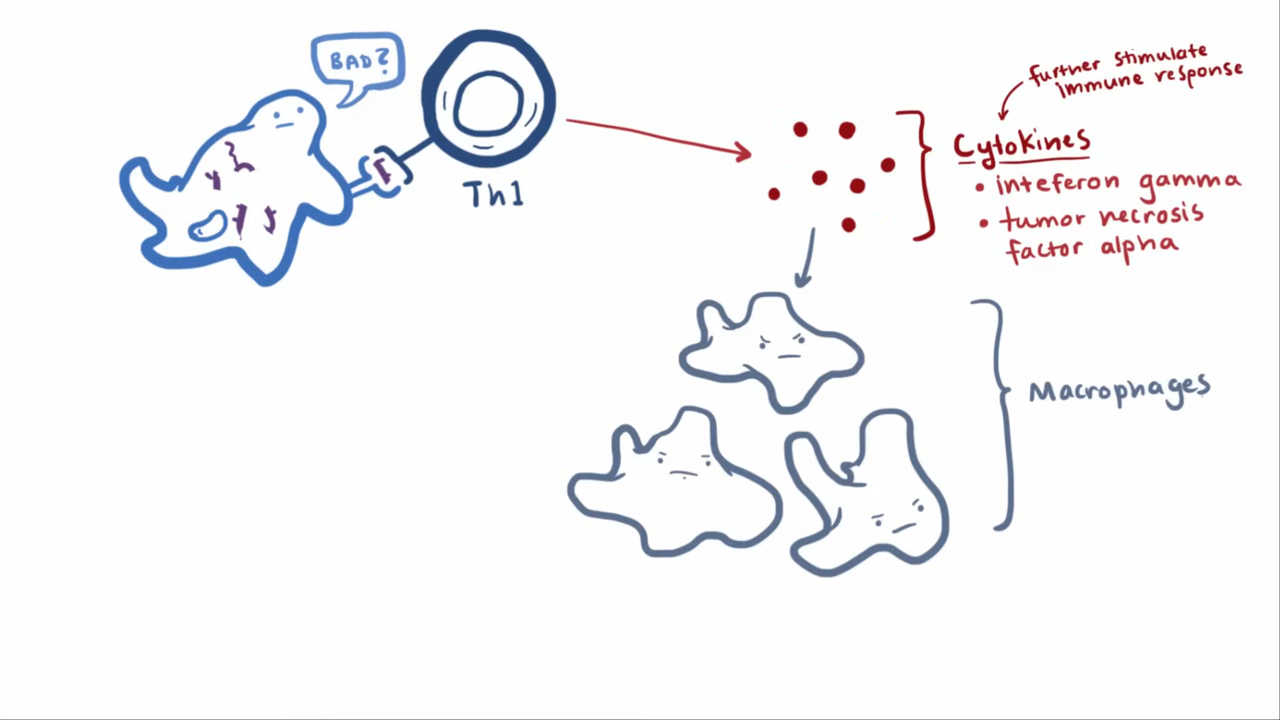 BAD?
Th1
further stimulate
immune response
Cytokines
• inteferon gamma
• tumor necrosis
factor alpha
Macrophages